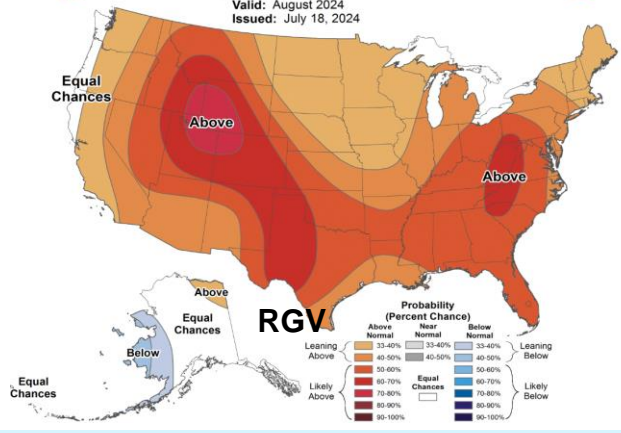 Valid: August 2024
Issued: July 18, 2024
Equal
Chances
Above
Above
Above
Equal
Chances
Below
Equal
Chances
RGV
Probability
(Percent Chance)
Above
Normal
Near
Normal
Below
Normal
Leaning
Above
33-40%
33-40%
33-40%
Leaning
Below
40-50%
40-50%
40-50%
Likely
Above
50-60%
Equal
Chances
50-60%
Likely
Below
60-70%
60-70%
70-80%
70-80%
80-90%
80-90%
90-100%
90-100%